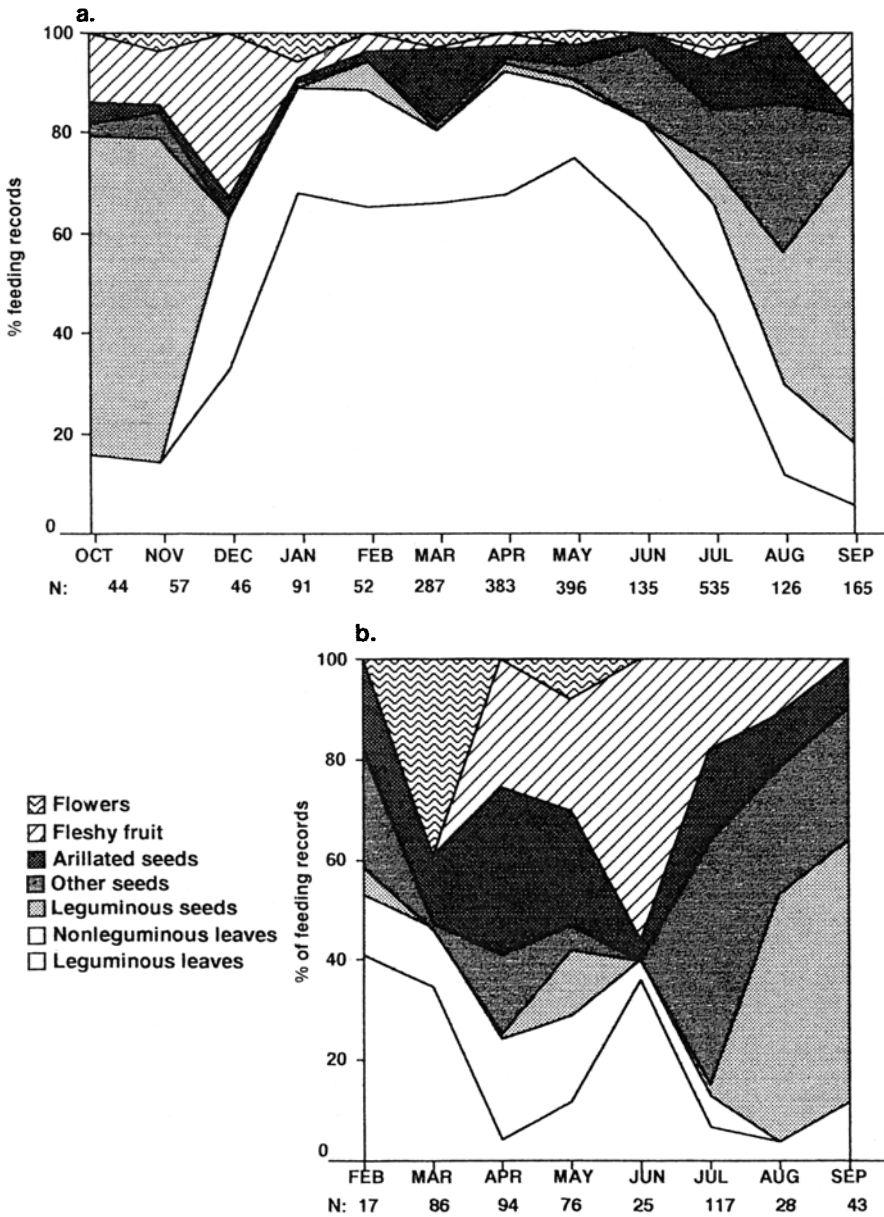 a.
100
80
60
40
20
0
% feeding records
OCT NOV DEC JAN FEB MAR APR MAY JUN JUL AUG SEP
N: 44 57 46 91 52 287 383 396 135 535 126 165
b.
100
80
60
40
20
0
% of feeding records
Flowers
Fleshy fruit
Arillated seeds
Other seeds
Leguminous seeds
Nonleguminous leaves
Leguminous leaves
FEB MAR APR MAY JUN JUL AUG SEP
N: 17 86 94 76 25 117 28 43